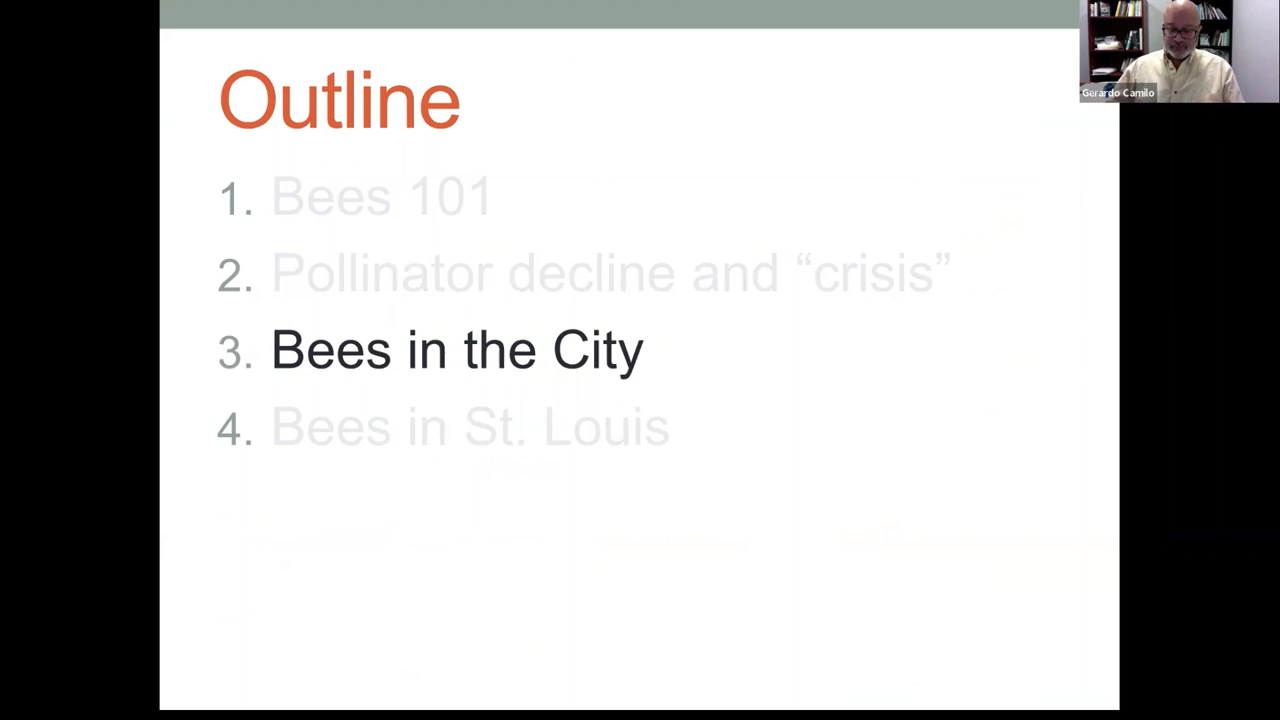 Outline
1. Bees 101
2. Pollinator decline and “crisis”
3. Bees in the City
4. Bees in St. Louis
Gerardo Camilo